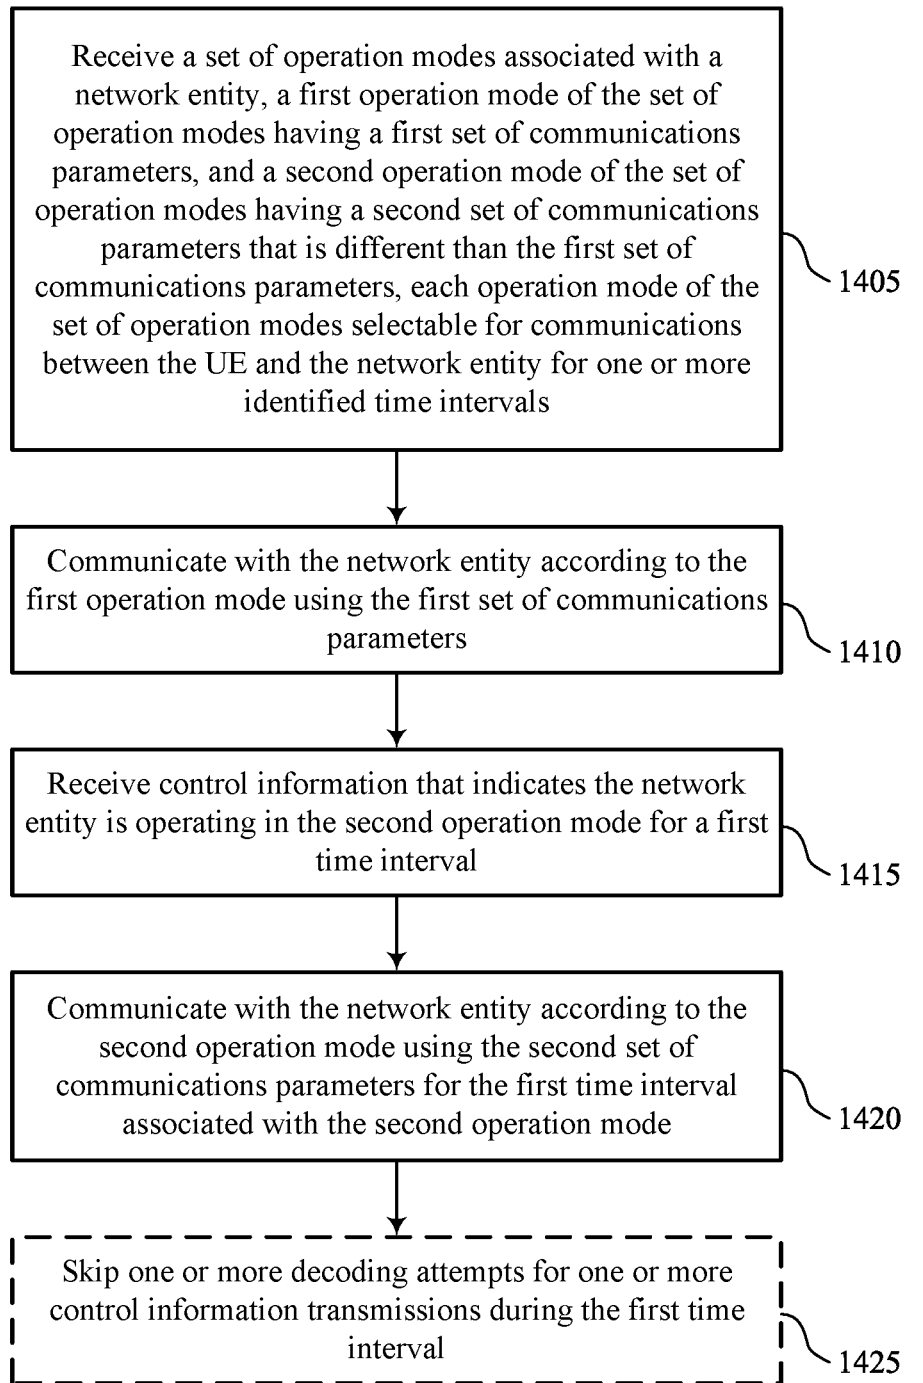 Receive a set of operation modes associated with a
network entity, a first operation mode of the set of
operation modes having a first set of communications
parameters, and a second operation mode of the set of
operation modes having a second set of communications
parameters that is different than the first set of
communications parameters, each operation mode of the
set of operation modes selectable for communications
between the UE and the network entity for one or more
identified time intervals
1405
Communicate with the network entity according to the
first operation mode using the first set of communications
parameters
1410
Receive control information that indicates the network
entity is operating in the second operation mode for a first
time interval
1415
Communicate with the network entity according to the
second operation mode using the second set of
communications parameters for the first time interval
associated with the second operation mode
1420
Skip one or more decoding attempts for one or more
control information transmissions during the first time
interval
1425